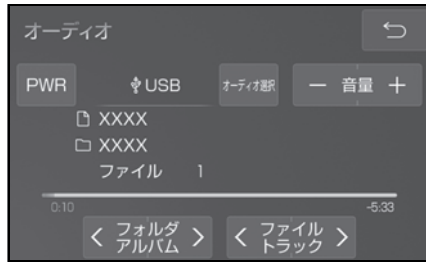 オーディオ
PWR USB オーディオ選択 − 音量 +
XXXX
XXXX
ファイル 1
0:10 -5:33
< フォルダ アルバム > < ファイル トラック >